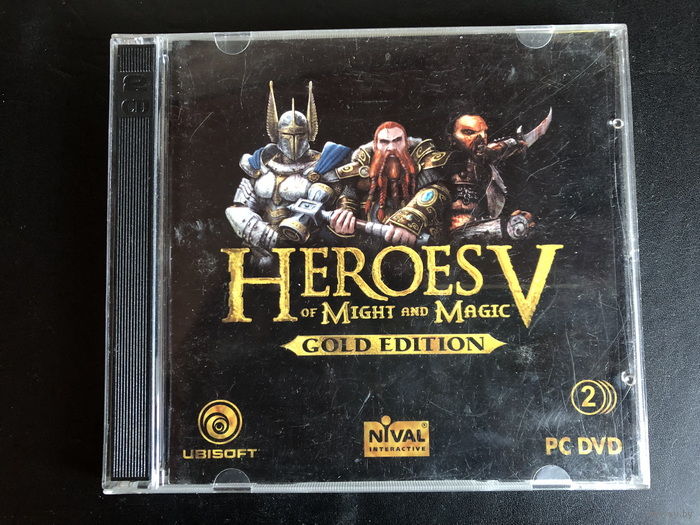 HEROES V
OF MIGHT AND MAGIC
GOLD EDITION
UBISOFT
NIVAL
INTERACTIVE
2
PC DVD